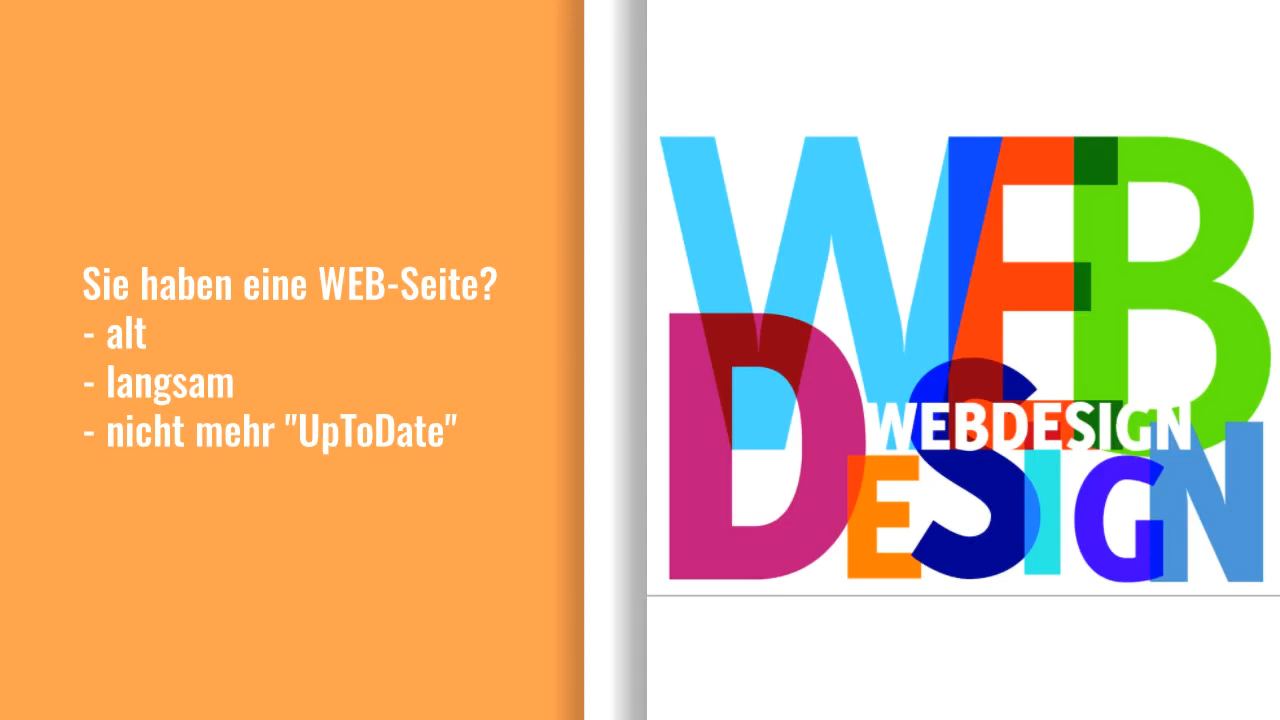 Sie haben eine WEB-Seite?
- alt
- langsam
- nicht mehr "UpToDate"
WEB
WEBDESIGN
DESIGN